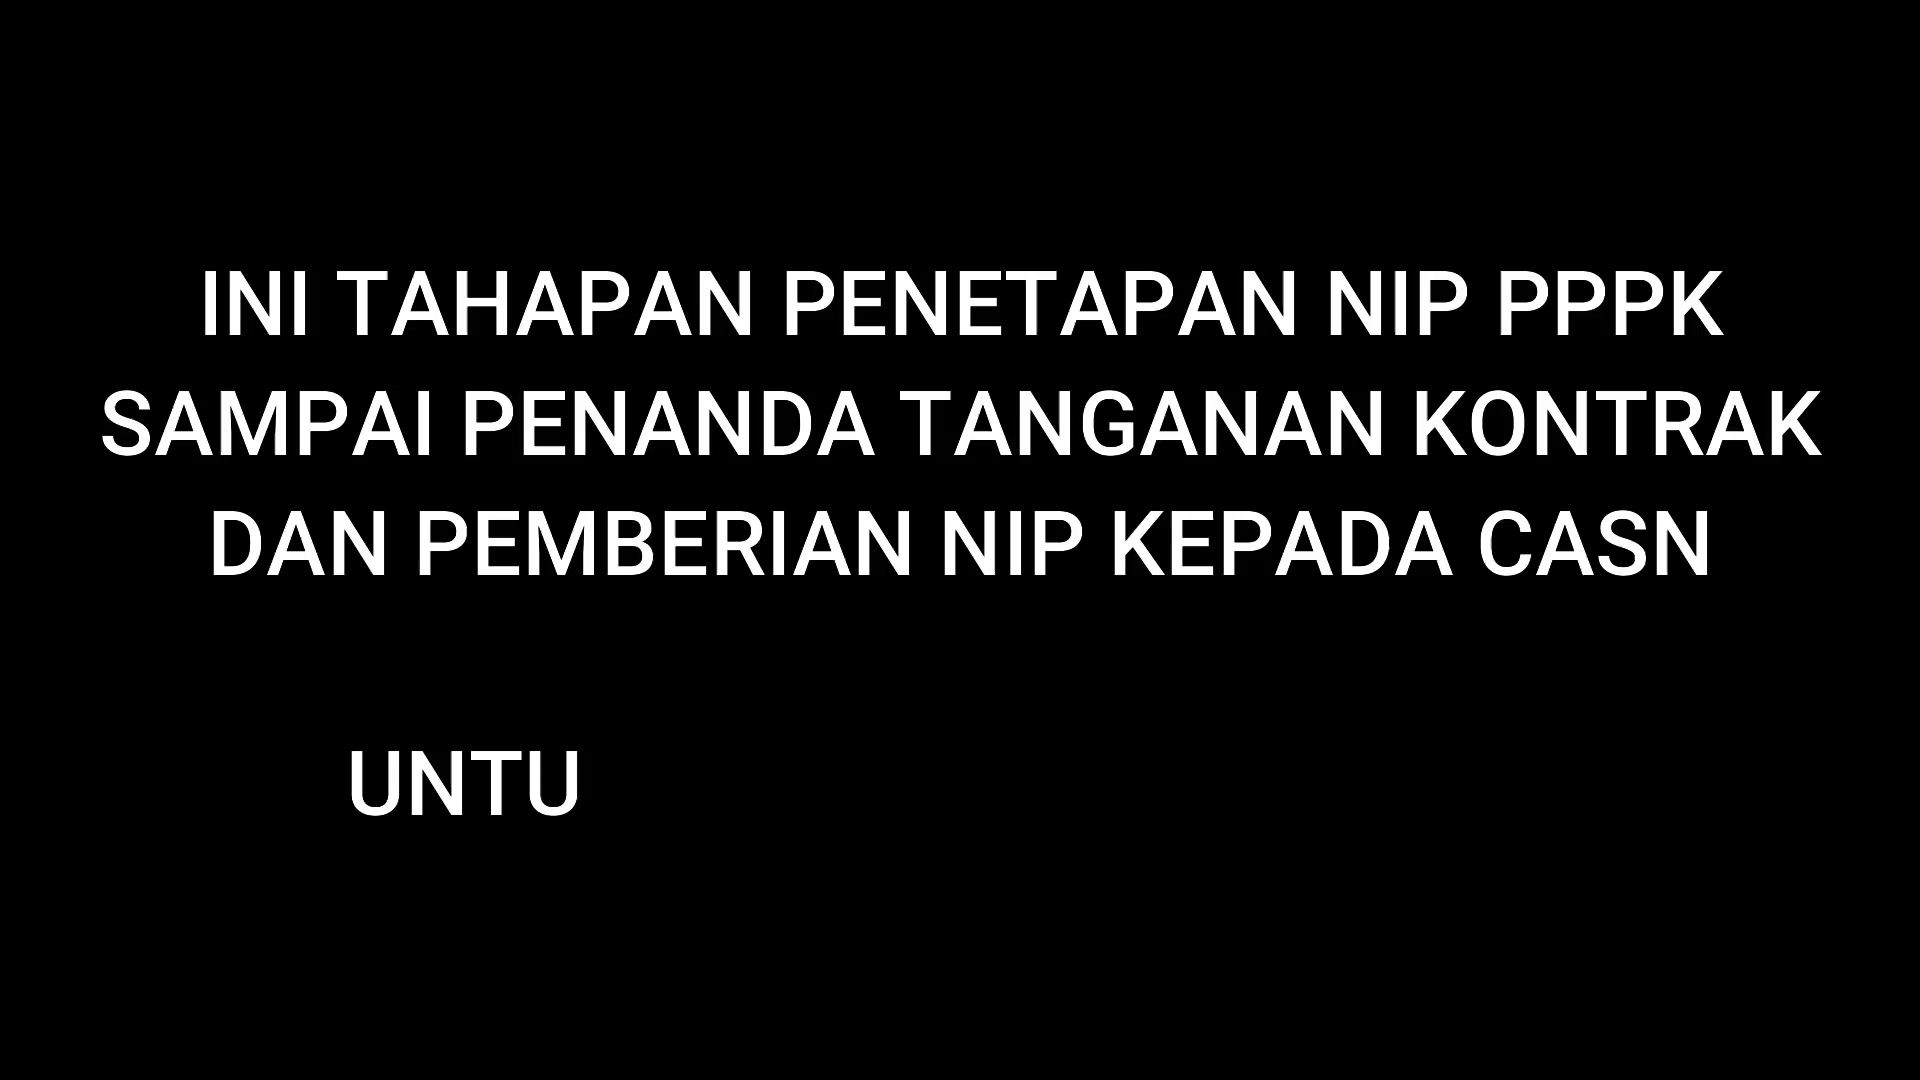 INI TAHAPAN PENETAPAN NIP PPPK
SAMPAI PENANDA TANGANAN KONTRAK
DAN PEMBERIAN NIP KEPADA CASN
UNTU